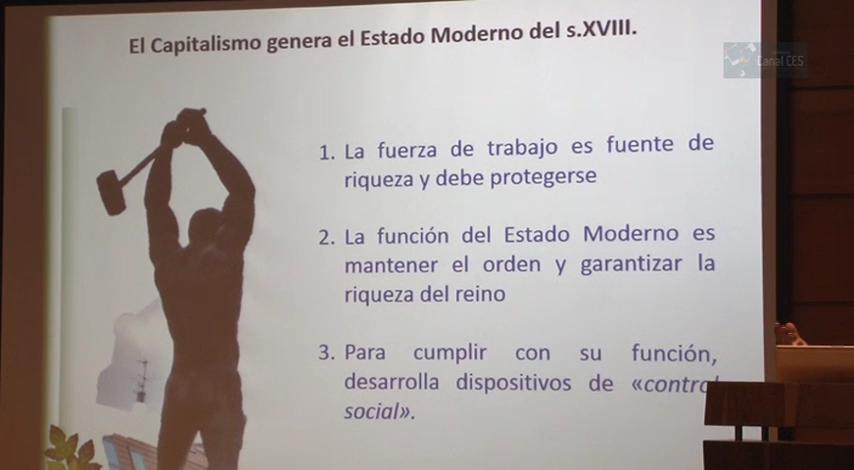 El Capitalismo genera el Estado Moderno del s.XVIII.
Canal CES
1. La fuerza de trabajo es fuente de
riqueza y debe protegerse
2. La función del Estado Moderno es
mantener el orden y garantizar la
riqueza del reino
3. Para cumplir con su función,
desarrolla dispositivos de «control
social».